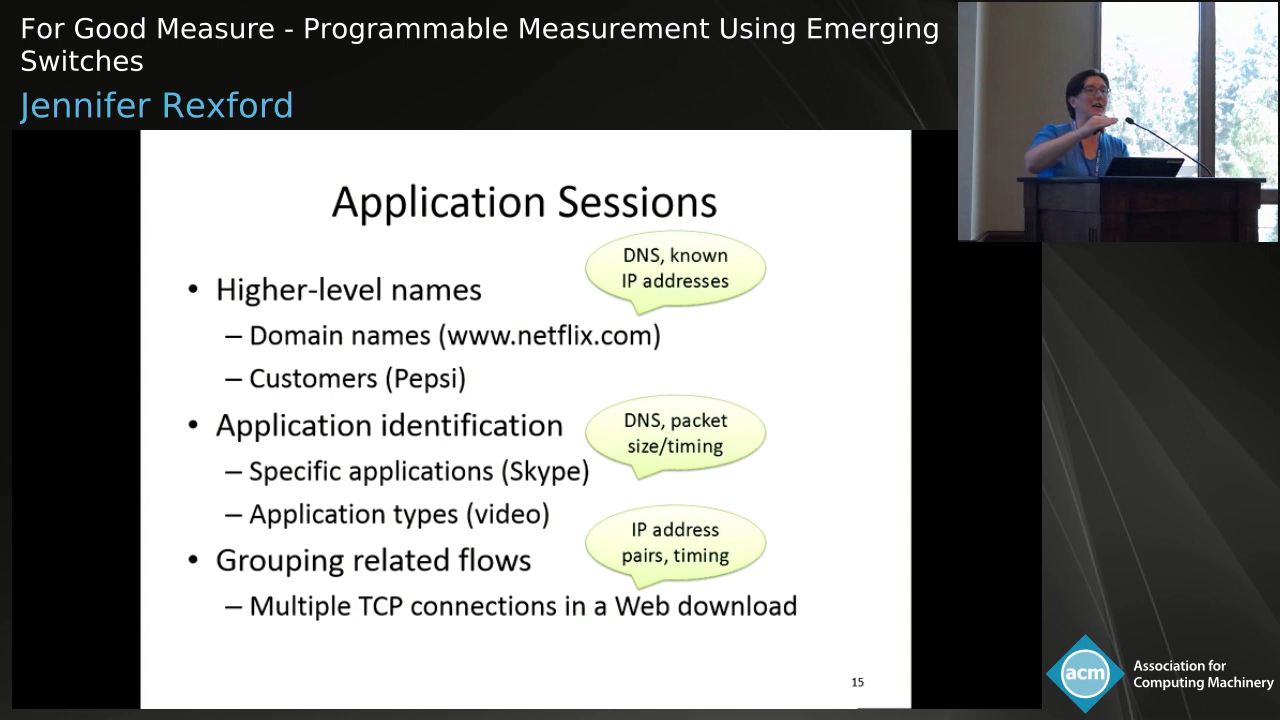 For Good Measure - Programmable Measurement Using Emerging
Switches
Jennifer Rexford
Application Sessions
DNS, known
IP addresses
• Higher-level names
– Domain names (www.netflix.com)
– Customers (Pepsi)
• Application identification
DNS, packet
size/timing
– Specific applications (Skype)
– Application types (video)
• Grouping related flows
IP address
pairs, timing
– Multiple TCP connections in a Web download
15
acm
Association for
Computing Machinery